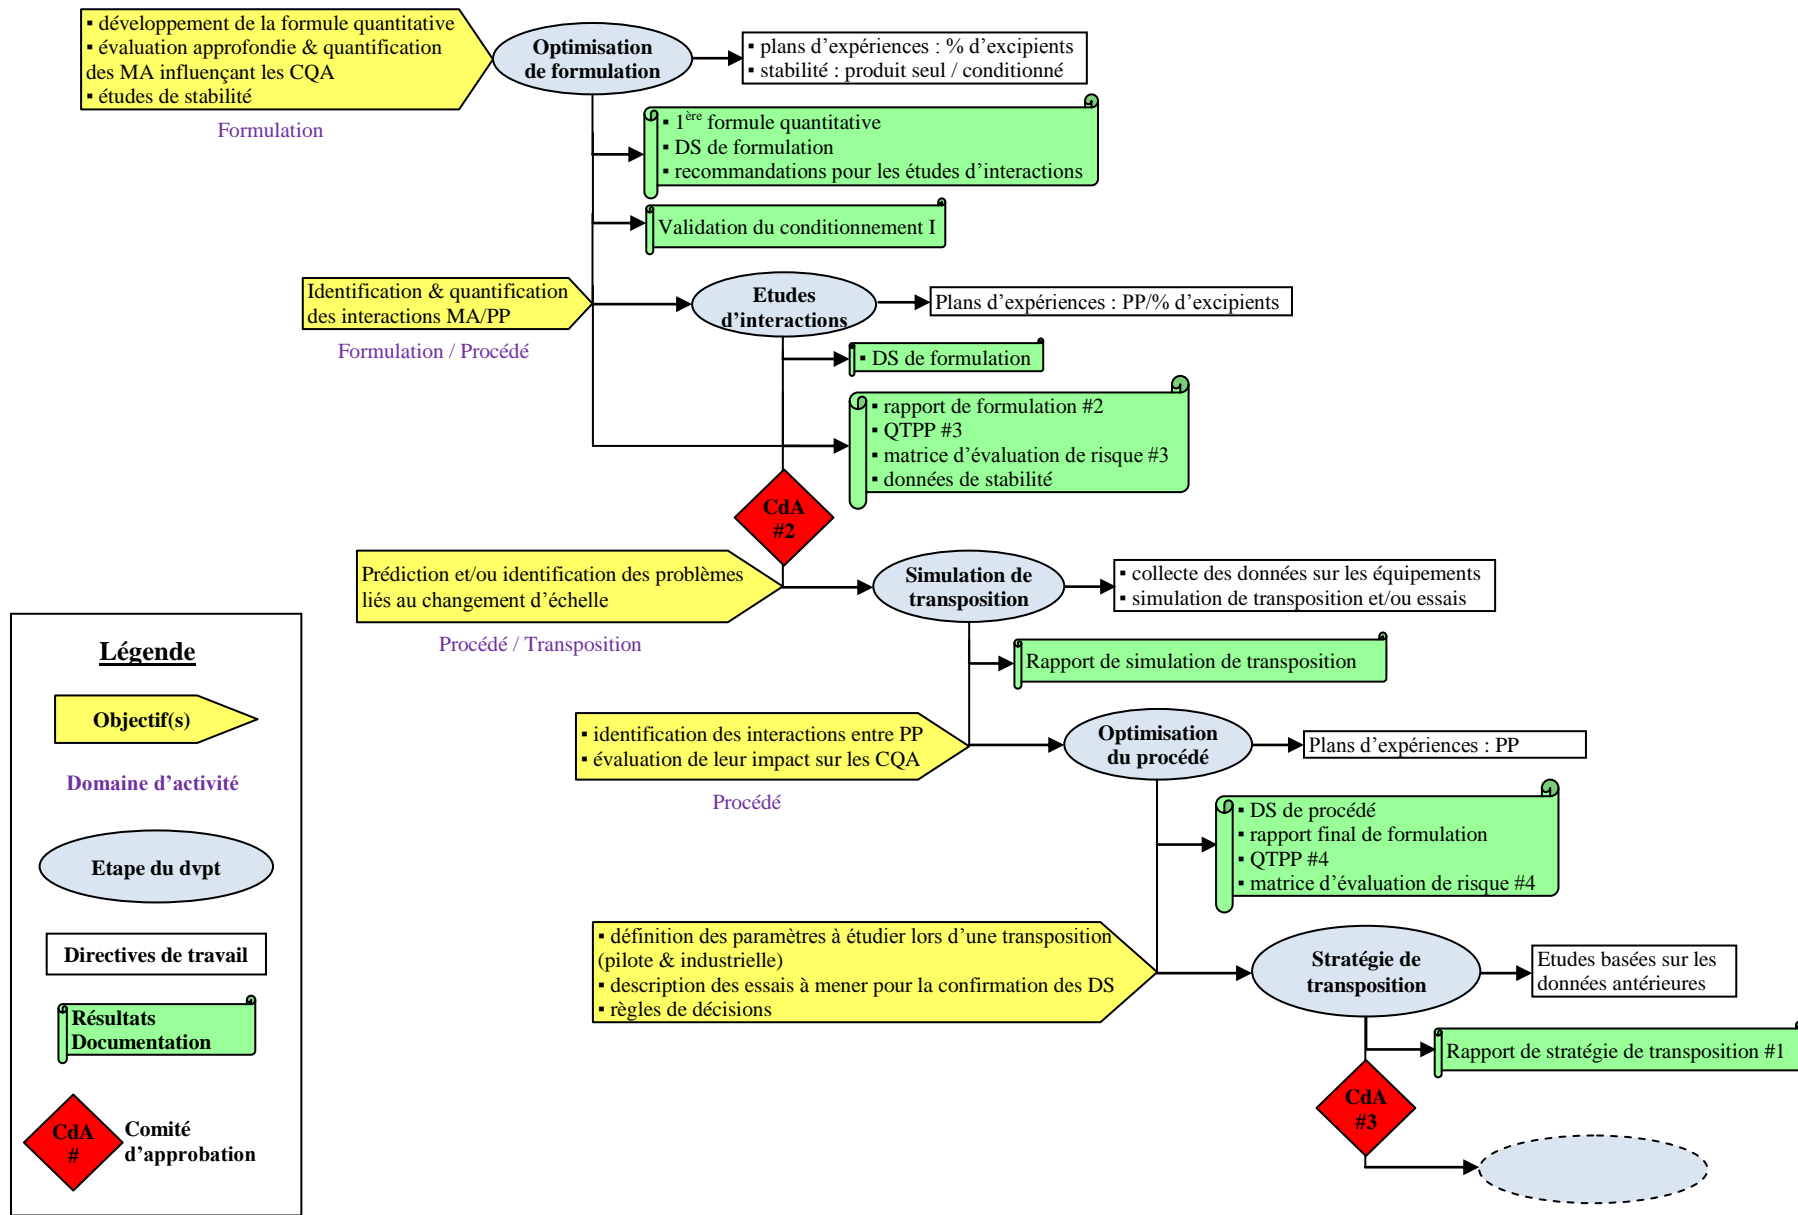 ▪ développement de la formule quantitative
▪ évaluation approfondie & quantification
des MA influençant les CQA
▪ études de stabilité
Formulation
Optimisation
de formulation
▪ plans d’expériences : % d’excipients
▪ stabilité : produit seul / conditionné
▪ 1ère formule quantitative
▪ DS de formulation
▪ recommandations pour les études d’interactions
Validation du conditionnement I
Identification & quantification
des interactions MA/PP
Formulation / Procédé
Etudes
d’interactions
Plans d’expériences : PP/% d’excipients
▪ DS de formulation
▪ rapport de formulation #2
▪ QTPP #3
▪ matrice d’évaluation de risque #3
▪ données de stabilité
CdA
#2
Prédiction et/ou identification des problèmes
liés au changement d’échelle
Procédé / Transposition
Simulation de
transposition
▪ collecte des données sur les équipements
▪ simulation de transposition et/ou essais
Rapport de simulation de transposition
▪ identification des interactions entre PP
▪ évaluation de leur impact sur les CQA
Procédé
Optimisation
du procédé
Plans d’expériences : PP
▪ DS de procédé
▪ rapport final de formulation
▪ QTPP #4
▪ matrice d’évaluation de risque #4
▪ définition des paramètres à étudier lors d’une transposition
(pilote & industrielle)
▪ description des essais à mener pour la confirmation des DS
▪ règles de décisions
Stratégie de
transposition
Etudes basées sur les
données antérieures
Rapport de stratégie de transposition #1
CdA
#3
Légende
Objectif(s)
Domaine d’activité
Etape du dvpt
Directives de travail
Résultats
Documentation
CdA
#
Comité
d’approbation